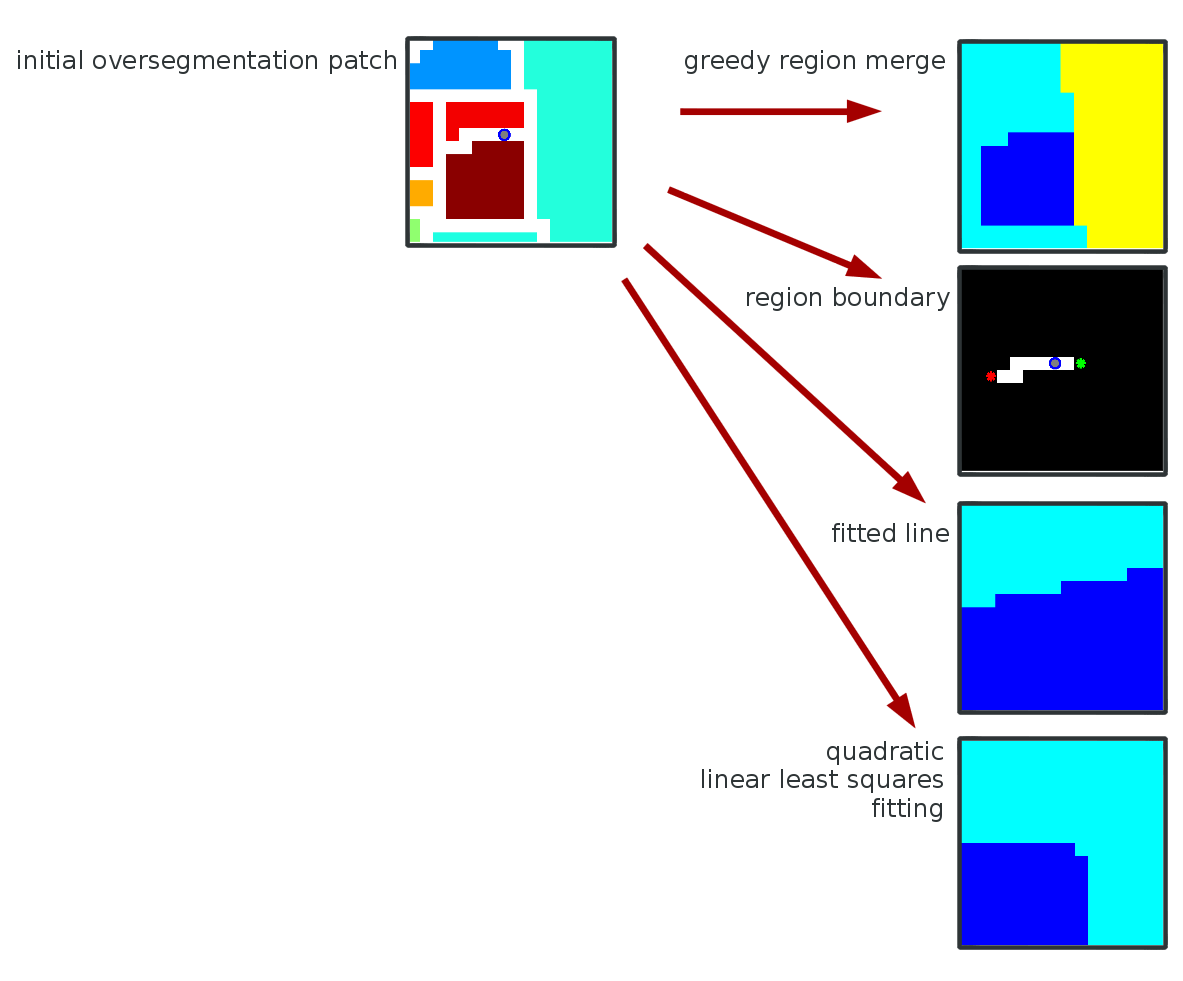 initial oversegmentation patch
greedy region merge
region boundary
fitted line
quadratic
linear least squares
fitting